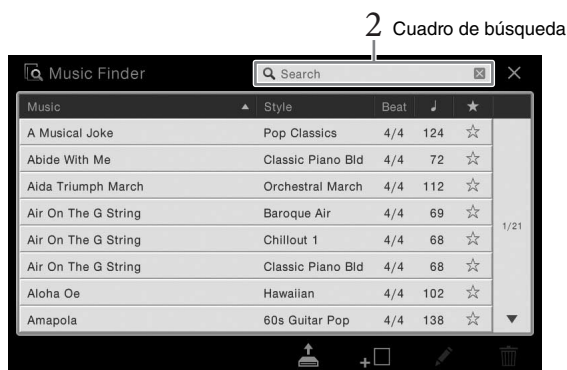 2 Cuadro de búsqueda
Music Finder Search
Music Style Beat
A Musical Joke Pop Classics 4/4 124
Abide With Me Classic Piano Bld 4/4 72
Aida Triumph March Orchestral March 4/4 112
Air On The G String Baroque Air 4/4 69
Air On The G String Chillout 1 4/4 68
Air On The G String Classic Piano Bld 4/4 68
1/21
Aloha Oe Hawaiian 4/4 102
Amapola 60s Guitar Pop 4/4 138